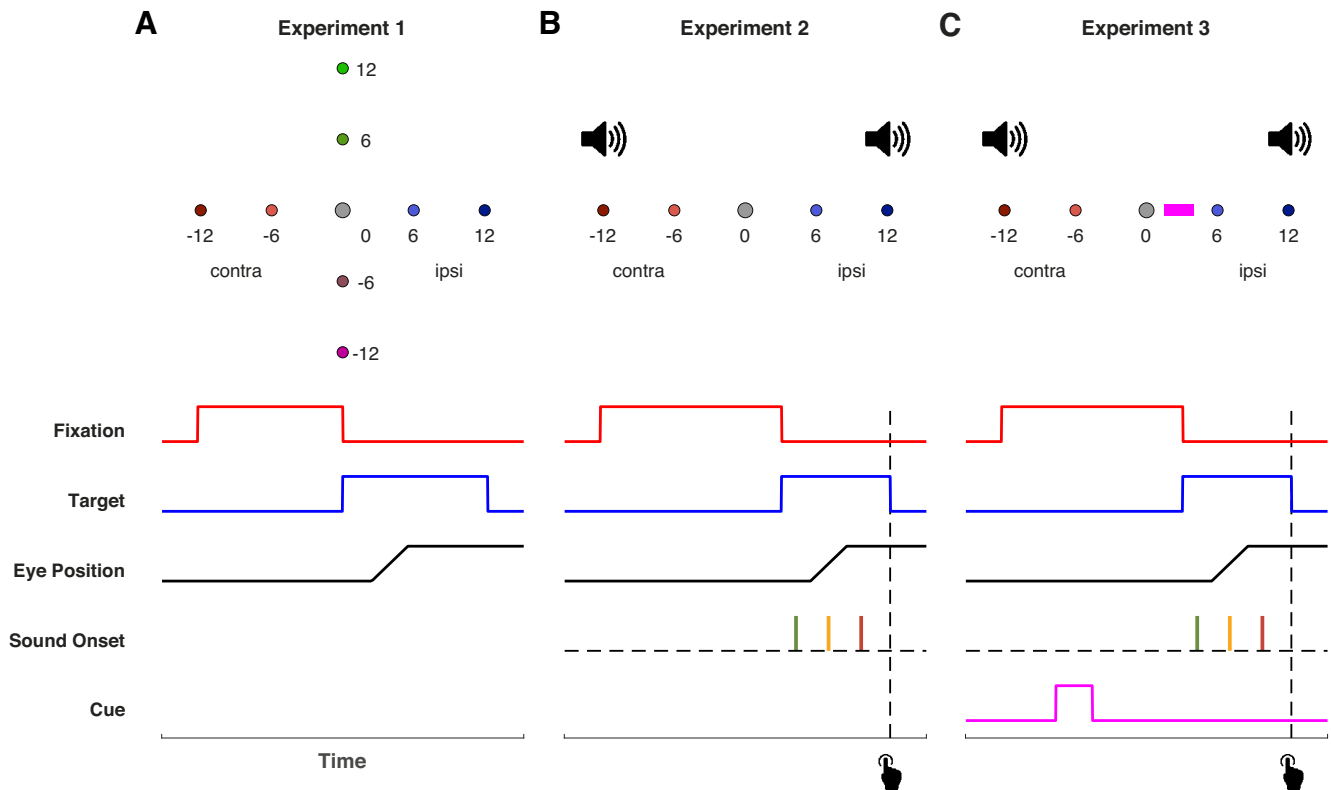 A Experiment 1
12
6
-12 -6 0 6 12
contra ipsi
-6
-12
B Experiment 2
-12 -6 0 6 12
contra ipsi
C Experiment 3
-12 -6 0 6 12
contra ipsi
Fixation
Target
Eye Position
Sound Onset
Cue
Time